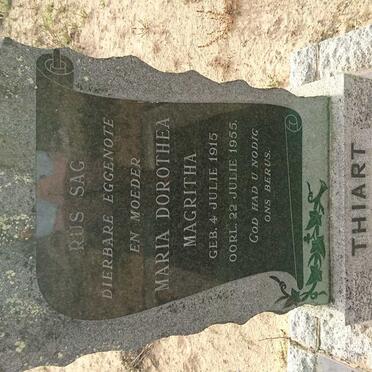 RUS SAG
DIERBARE EGGENOTE
EN MOEDER
MARIA DOROTHEA
MAGRITHA
GEB. 4 JULIE 1915
OORL. 22 JULIE 1955.
GOD HAD U NODIG
ONS BERUS.
THIART